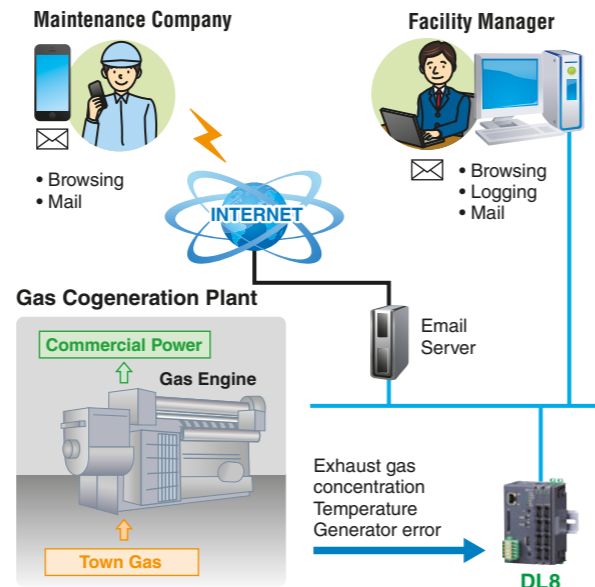 Maintenance Company
• Browsing
• Mail
Facility Manager
• Browsing
• Logging
• Mail
INTERNET
Email
Server
Gas Cogeneration Plant
Commercial Power
Gas Engine
Town Gas
Exhaust gas
concentration
Temperature
Generator error
DL8